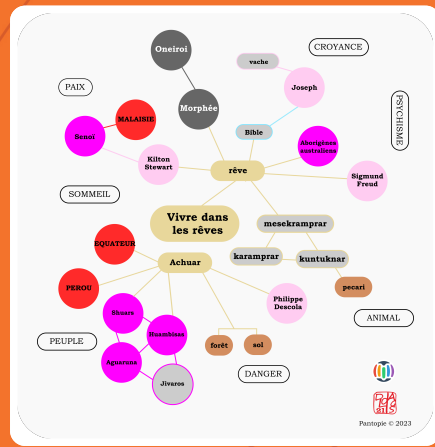 Oneiroi
CROYANCE
vache
PAIX
Joseph
Morphée
MALAISIE
PSYCHISME
Bible
Senoï
Aborigènes
australiens
Kilton
Stewart
rêve
Sigmund
Freud
SOMMEIL
Vivre dans
les rêves
mesekramprar
EQUATEUR
karamprar
kuntuknar
Achuar
PEROU
pecari
Philippe
Descola
Shuars
ANIMAL
Huambisas
PEUPLE
forêt
sol
Aguaruna
DANGER
Jivaros
Pantopie © 2023